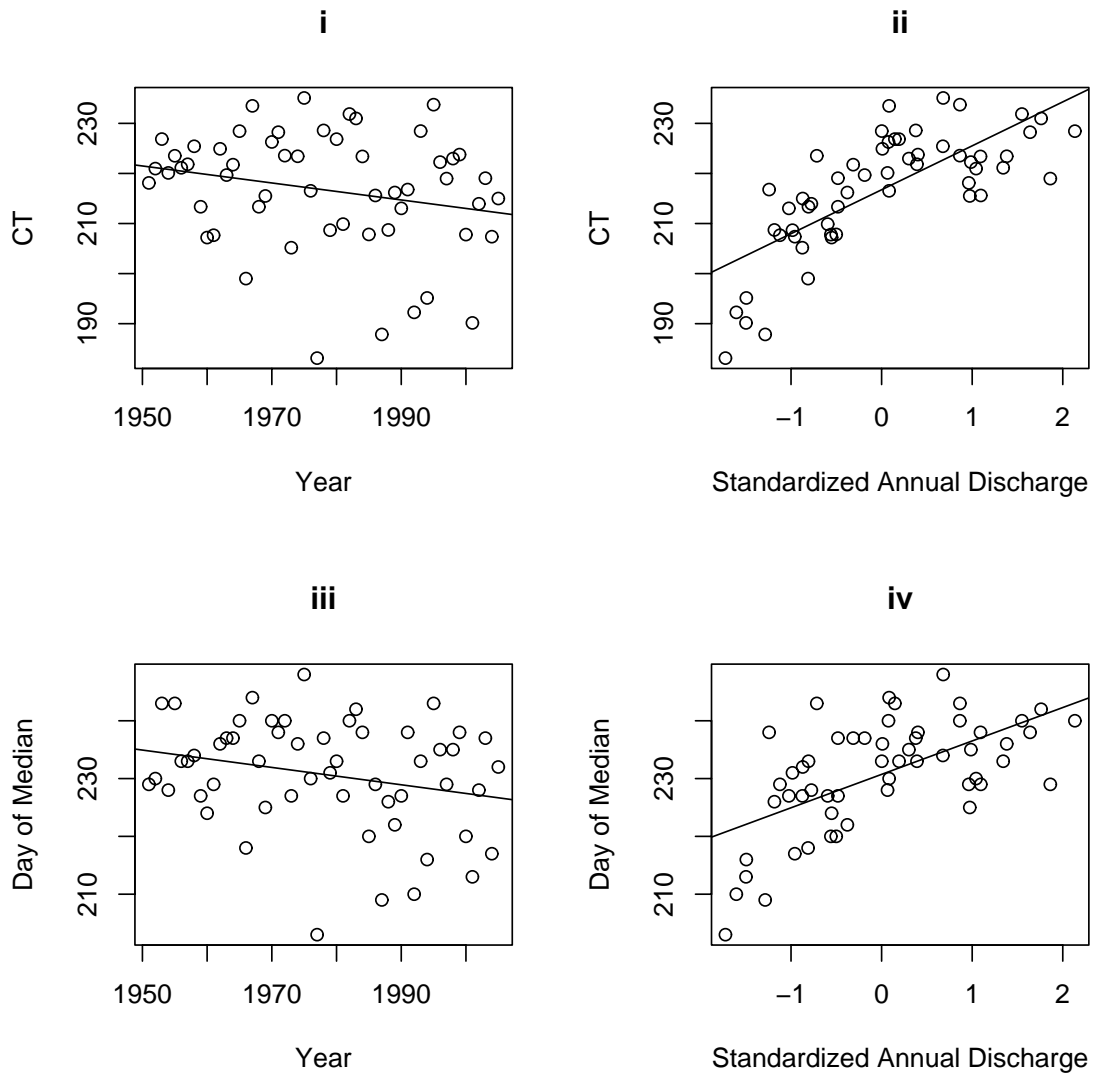 i
ii
230
210
190
CT
1950
1970
1990
Year
230
210
190
CT
−1
0
1
2
Standardized Annual Discharge
iii
iv
230
210
Day of Median
1950
1970
1990
Year
230
210
Day of Median
−1
0
1
2
Standardized Annual Discharge